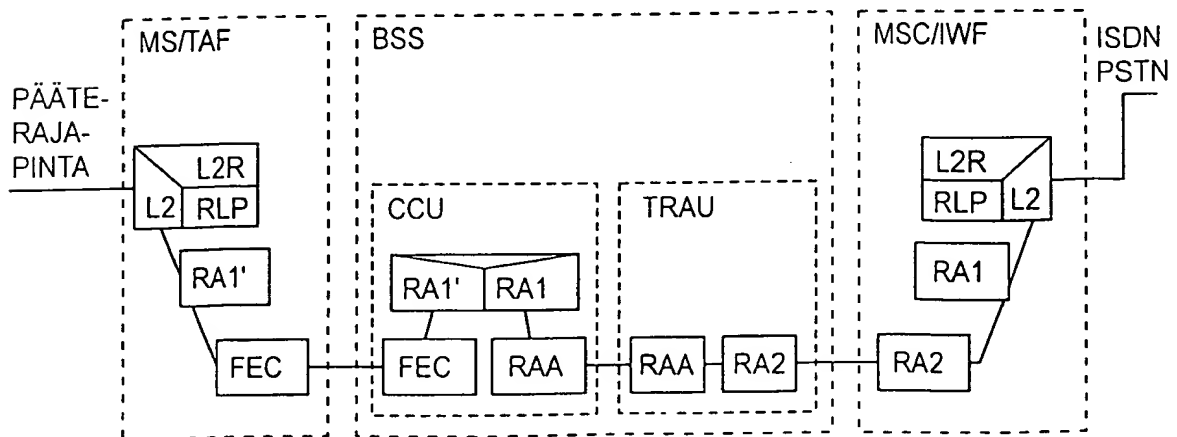 MS/TAF
BSS
MSC/IWF
ISDN
PSTN
PÄÄTE-
RAJA-
PINTA
L2R
L2
RLP
RA1'
FEC
CCU
RA1'
RA1
FEC
RAA
TRAU
RAA
RA2
L2R
RLP
L2
RA1
RA2